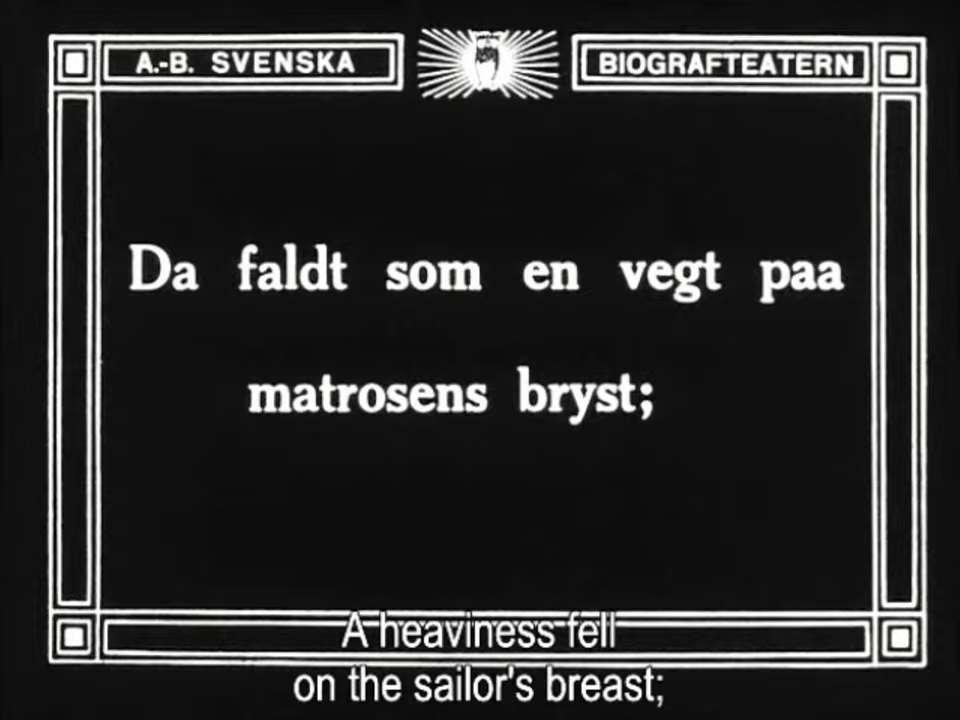 A.-B. SVENSKA
BIOGRAFTEATERN
Da faldt som en vegt paa
matrosens bryst;
A heaviness fell
on the sailor's breast;